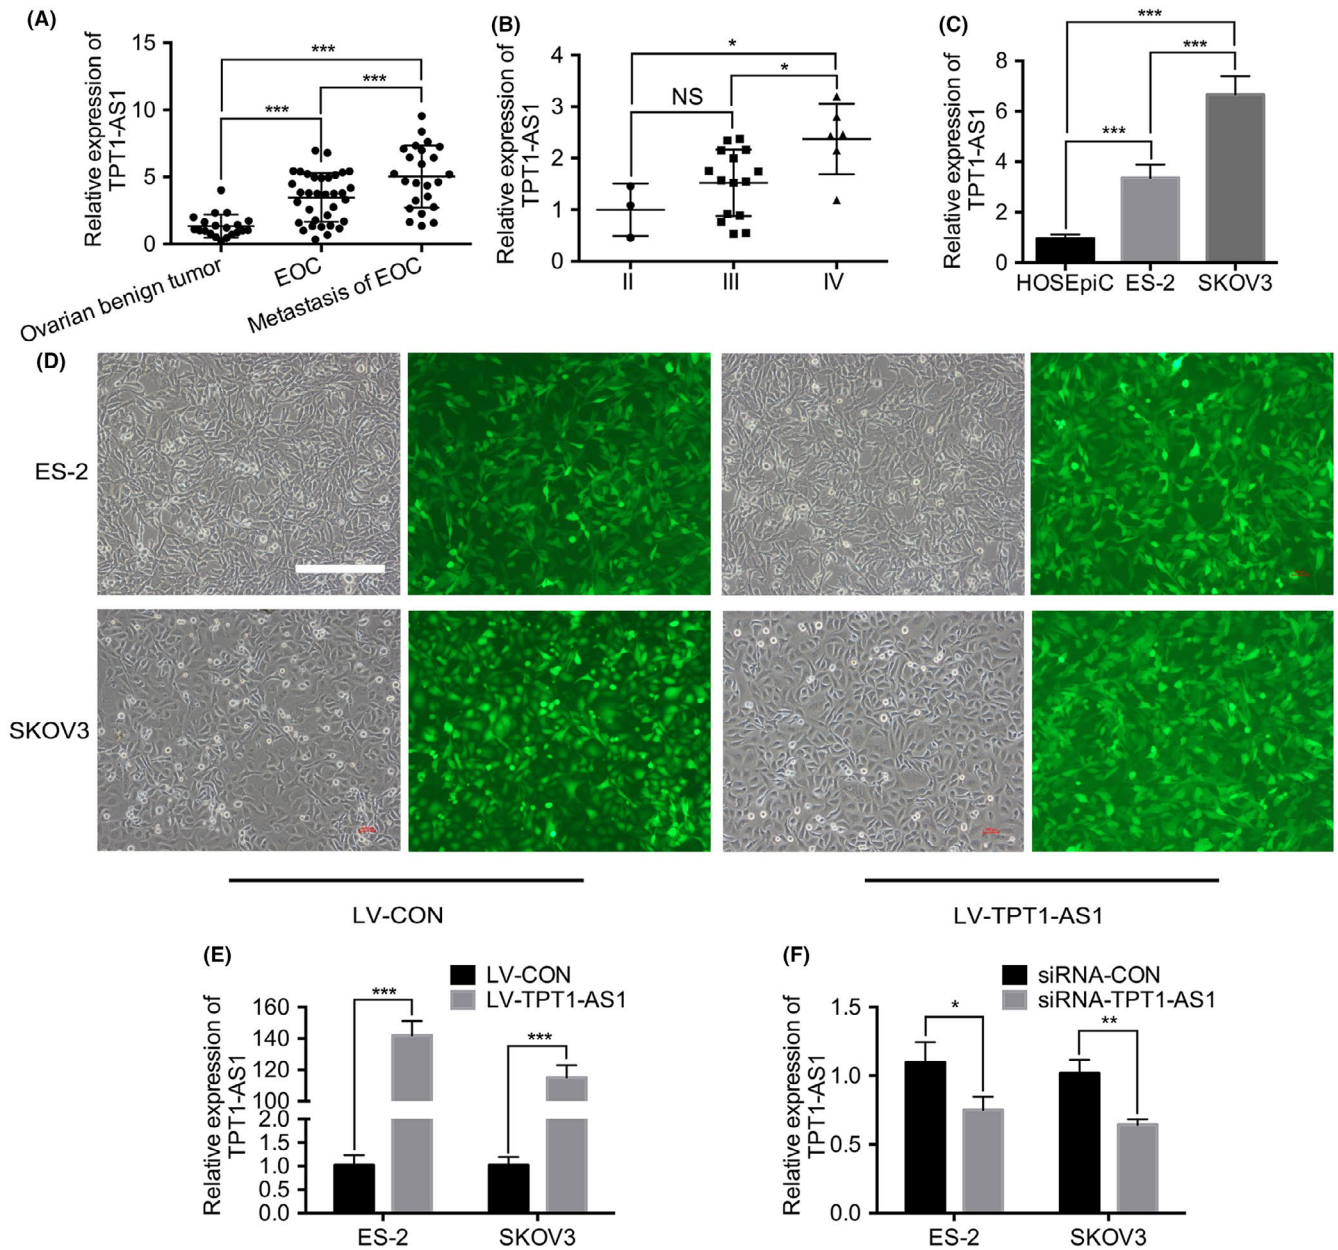 (A)
Relative expression of
TPT1-AS1
15
10
5
0
***
***
***
Ovarian benign tumor
EOC
Metastasis of EOC
(B)
Relative expression of
TPT1-AS1
4
3
2
1
0
*
*
NS
II
III
IV
(C)
Relative expression of
TPT1-AS1
8
6
4
2
0
***
***
***
HOSEpiC
ES-2
SKOV3
(D)
ES-2
SKOV3
LV-CON
LV-TPT1-AS1
(E)
LV-CON
LV-TPT1-AS1
Relative expression of
TPT1-AS1
160
140
120
100
2.0
1.5
1.0
0.5
0.0
***
***
ES-2
SKOV3
(F)
siRNA-CON
siRNA-TPT1-AS1
Relative expression of
TPT1-AS1
1.5
1.0
0.5
0.0
*
**
ES-2
SKOV3